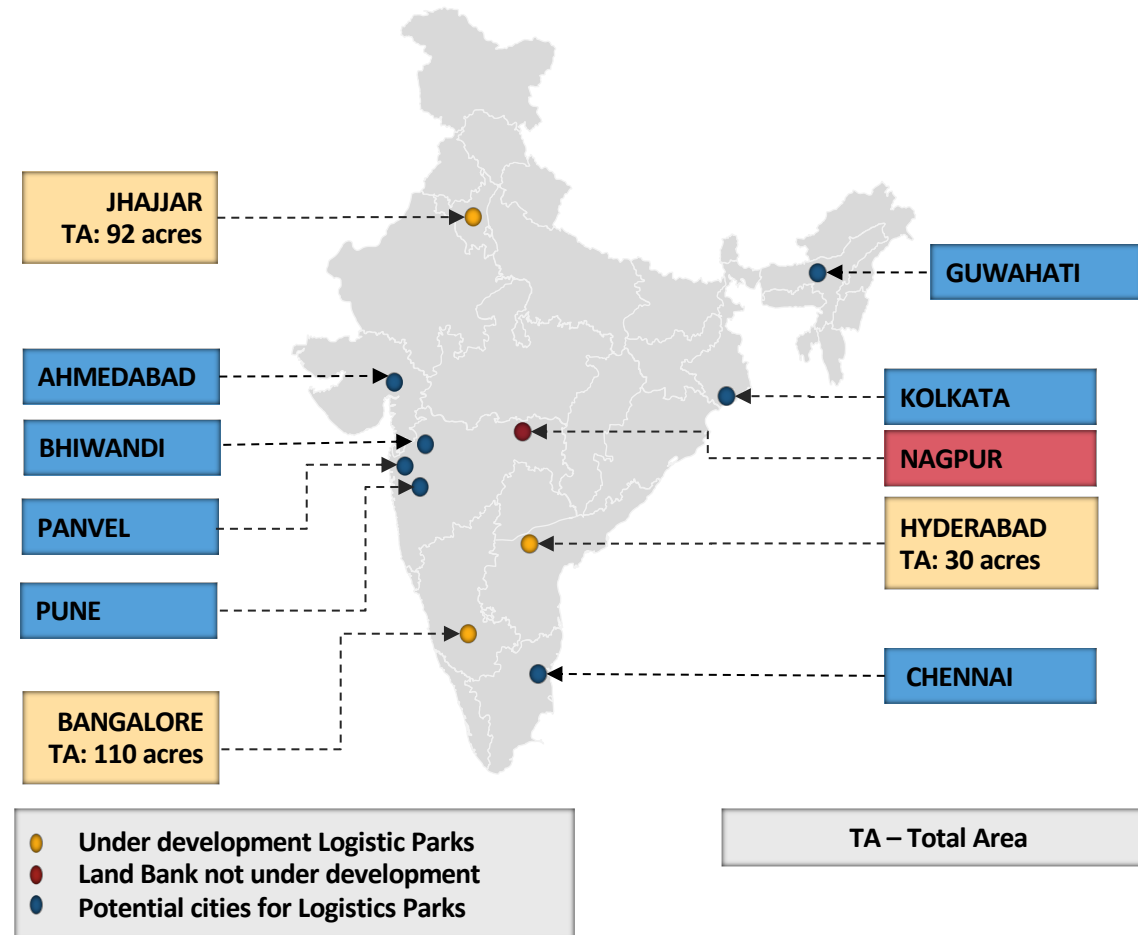 JHAJJAR
TA: 92 acres
GUWAHATI
AHMEDABAD
KOLKATA
BHIWANDI
NAGPUR
PANVEL
HYDERABAD
TA: 30 acres
PUNE
CHENNAI
BANGALORE
TA: 110 acres
Under development Logistic Parks
Land Bank not under development
Potential cities for Logistics Parks
TA – Total Area